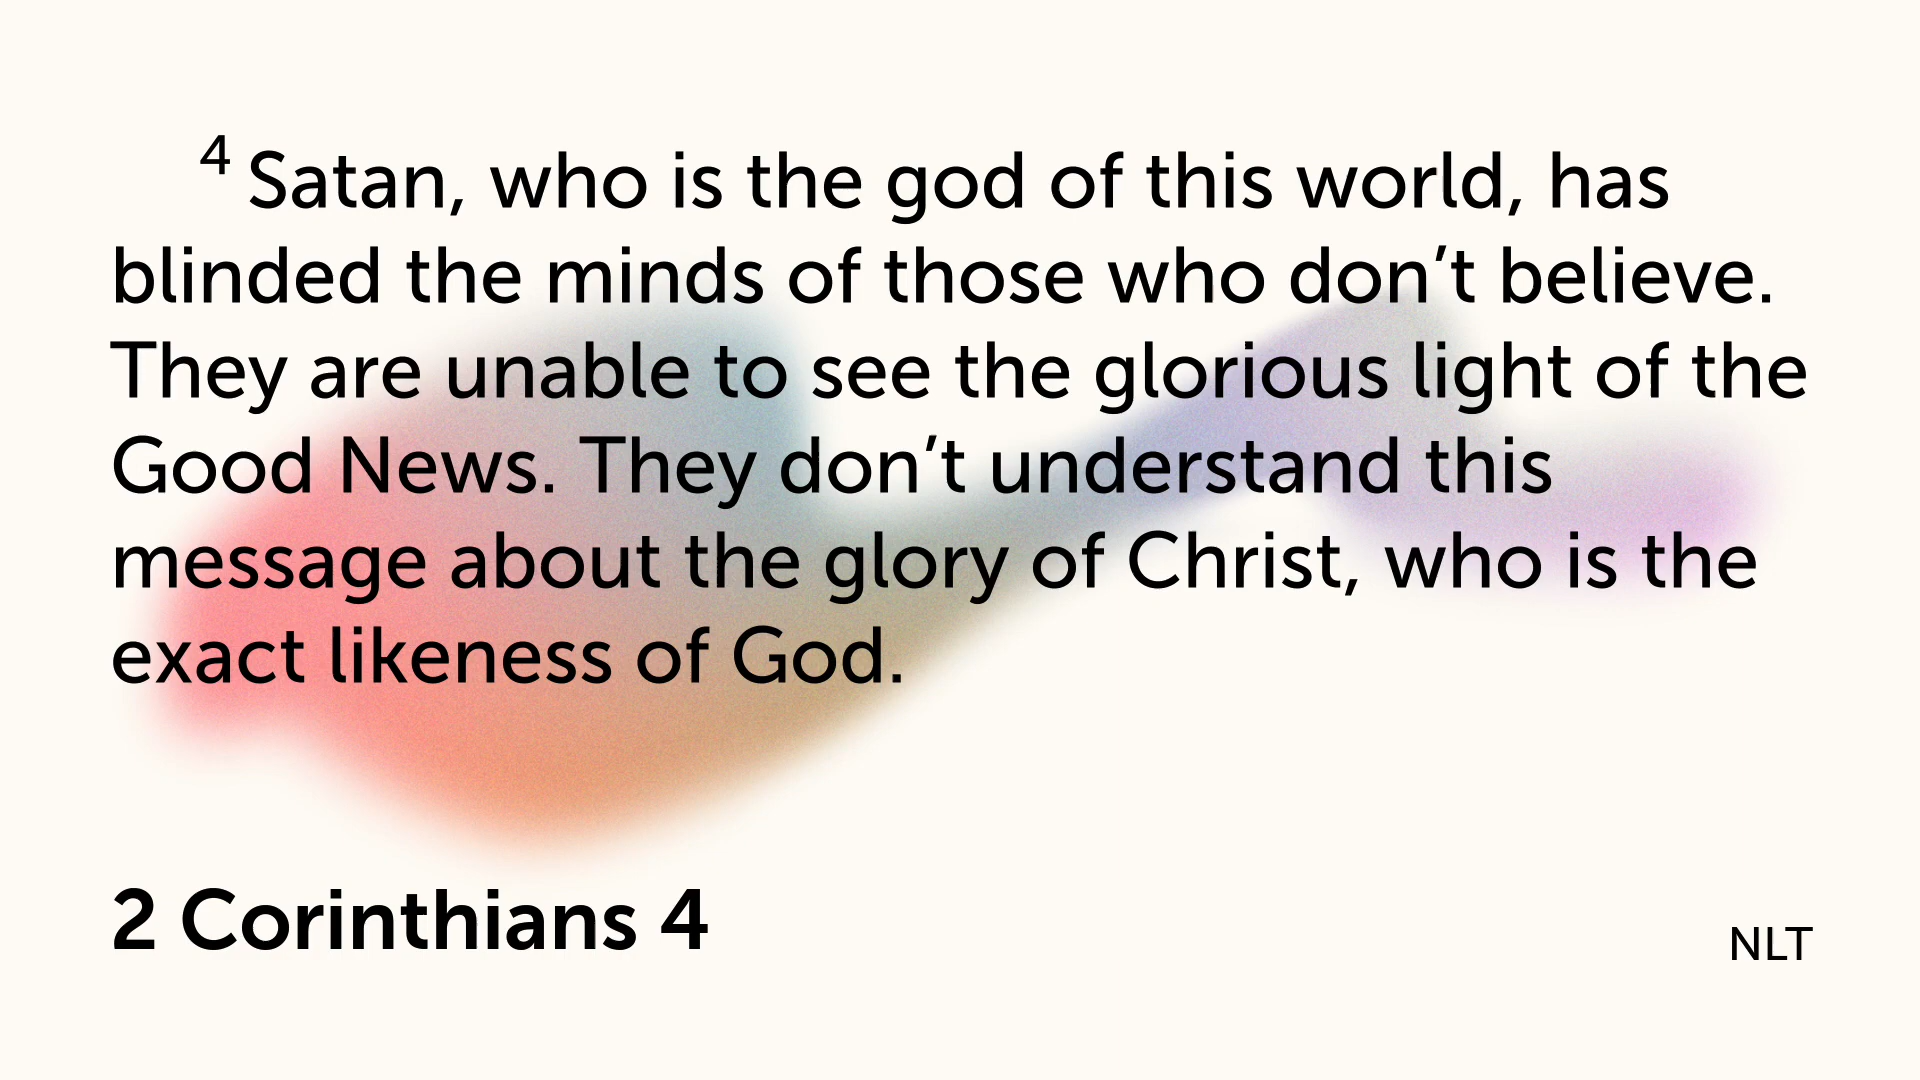 4 Satan, who is the god of this world, has
blinded the minds of those who don’t believe.
They are unable to see the glorious light of the
Good News. They don’t understand this
message about the glory of Christ, who is the
exact likeness of God.
2 Corinthians 4
NLT